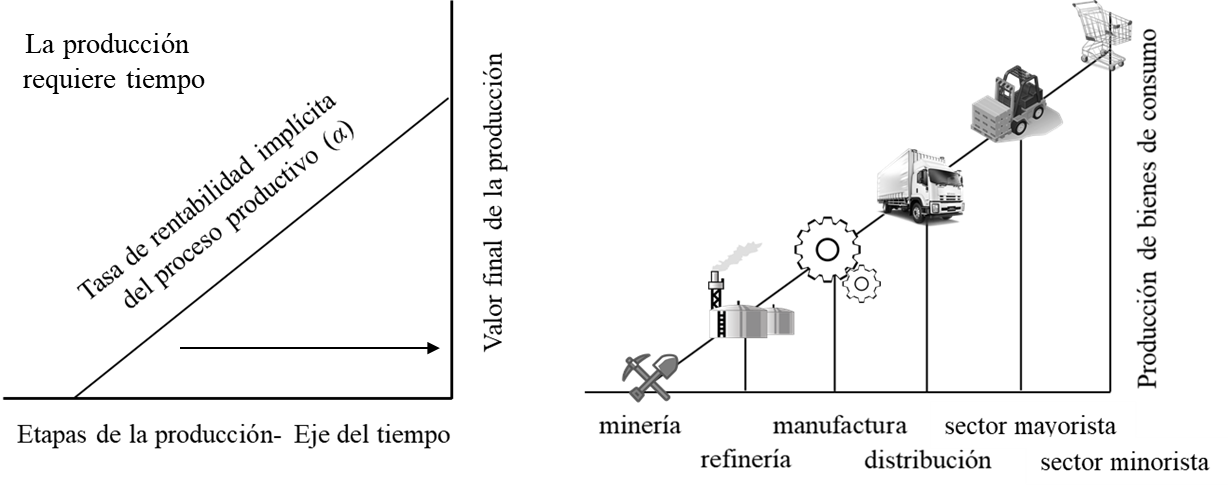 La producción
requiere tiempo
Tasa de rentabilidad implícita
del proceso productivo (α)
Valor final de la producción
Etapas de la producción- Eje del tiempo
Producción de bienes de consumo
minería
refinería
manufactura
distribución
sector mayorista
sector minorista